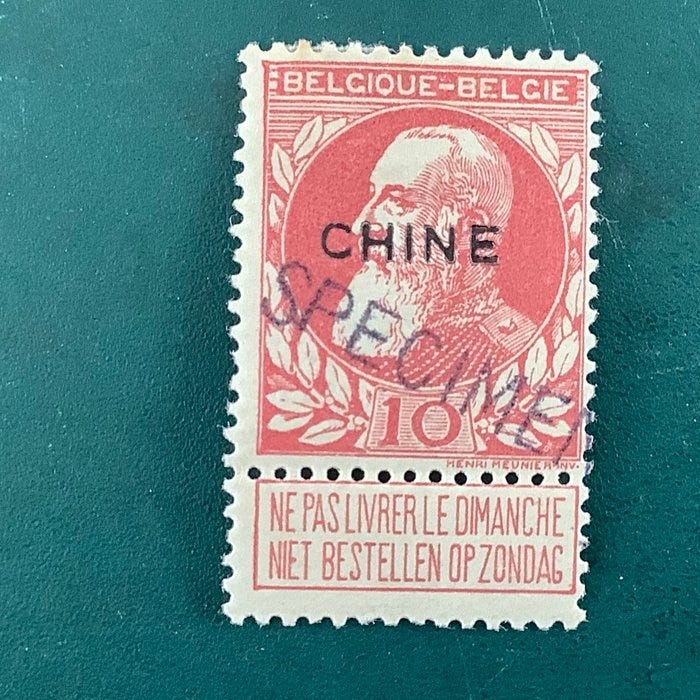 BELGIQUE-BELGIE
CHINE
SPECIMEN
10
HENRI MEUNIER INV.
NE PAS LIVRER LE DIMANCHE
NIET BESTELLEN OP ZONDAG